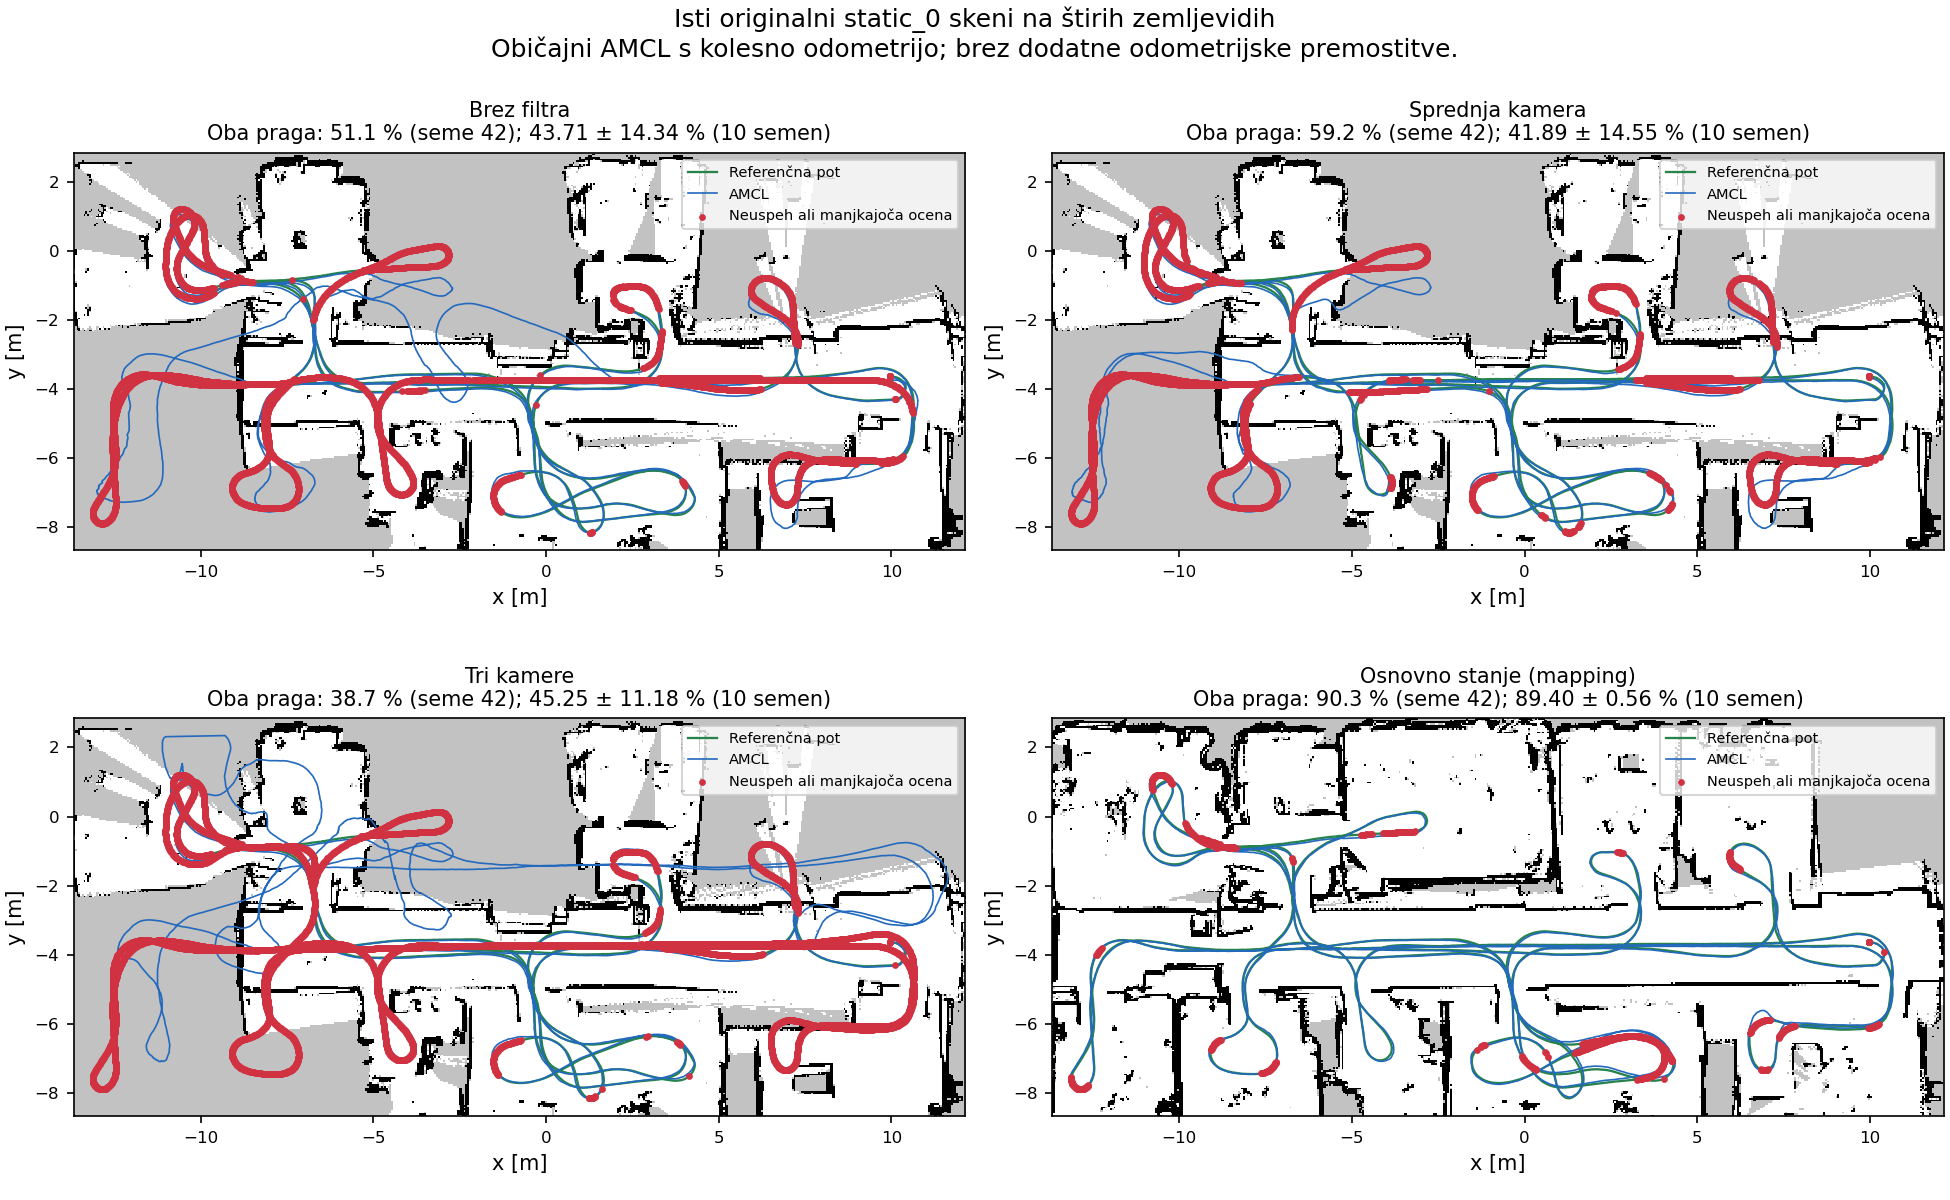 Isti originalni static_0 skeni na štirih zemljevidih
Običajni AMCL s kolesno odometrijo; brez dodatne odometrijske premostitve.
Brez filtra
Oba praga: 51.1 % (seme 42); 43.71 ± 14.34 % (10 semen)
Referenčna pot
AMCL
Neuspeh ali manjkajoča ocena
2
0
−2
−4
−6
−8
y [m]
−10
−5
0
5
10
x [m]
Sprednja kamera
Oba praga: 59.2 % (seme 42); 41.89 ± 14.55 % (10 semen)
Referenčna pot
AMCL
Neuspeh ali manjkajoča ocena
2
0
−2
−4
−6
−8
y [m]
−10
−5
0
5
10
x [m]
Tri kamere
Oba praga: 38.7 % (seme 42); 45.25 ± 11.18 % (10 semen)
Referenčna pot
AMCL
Neuspeh ali manjkajoča ocena
2
0
−2
−4
−6
−8
y [m]
−10
−5
0
5
10
x [m]
Osnovno stanje (mapping)
Oba praga: 90.3 % (seme 42); 89.40 ± 0.56 % (10 semen)
Referenčna pot
AMCL
Neuspeh ali manjkajoča ocena
2
0
−2
−4
−6
−8
y [m]
−10
−5
0
5
10
x [m]